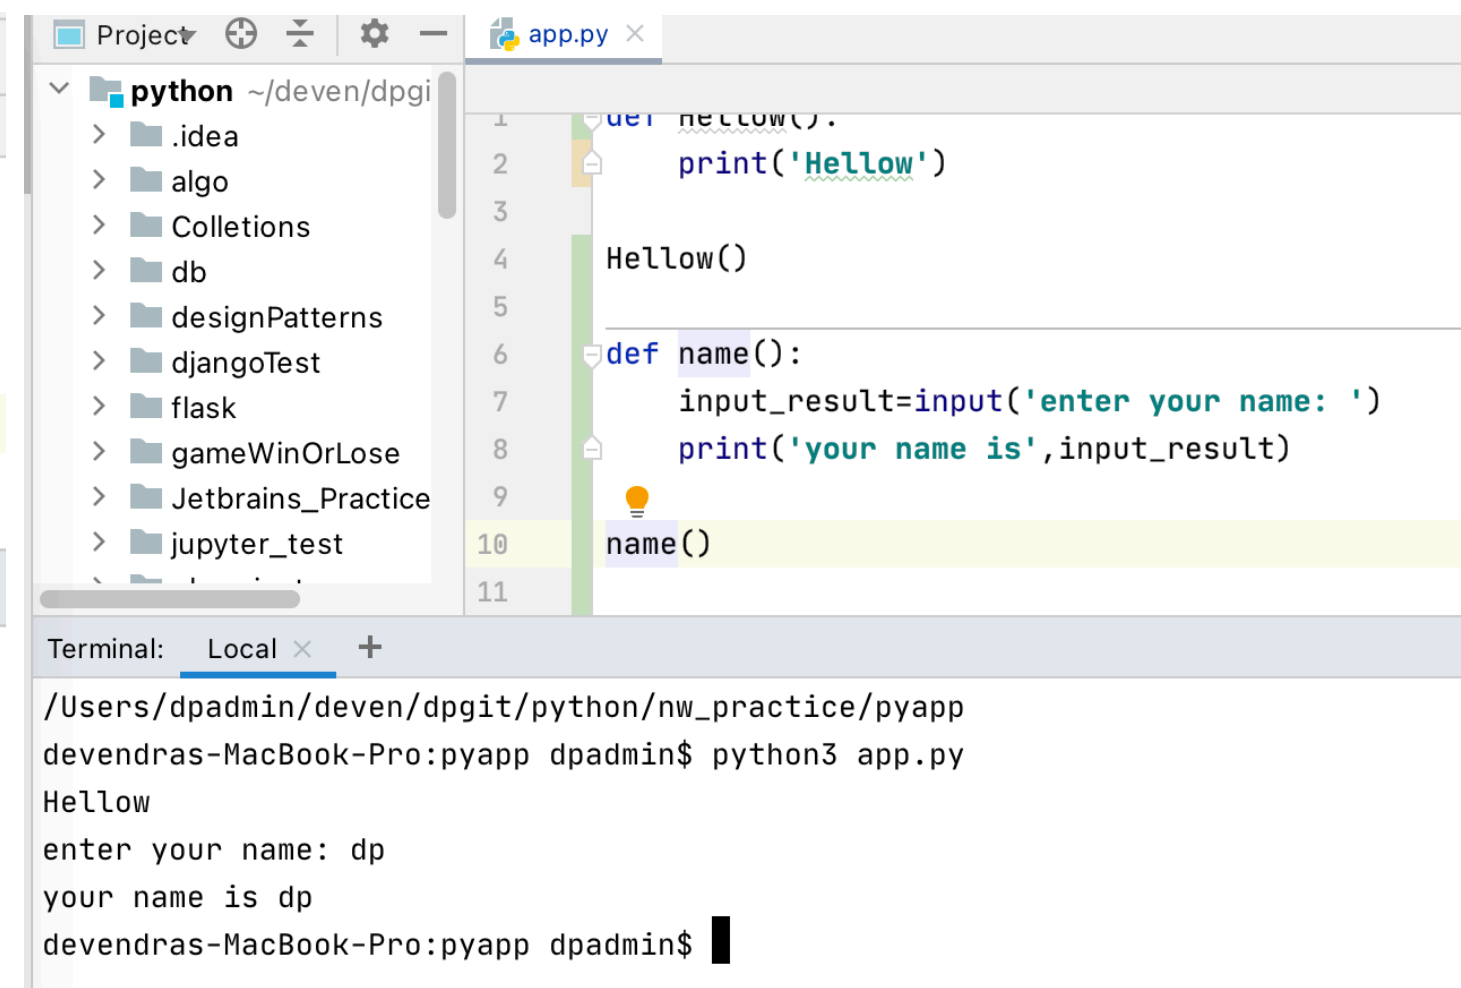 Project
app.py
python ~/deven/dpgi
.idea
algo
Colletions
db
designPatterns
djangoTest
flask
gameWinOrLose
Jetbrains_Practice
jupyter_test
1 def Hellow():
2 print('Hellow')
3
4 Hellow()
5
6 def name():
7 input_result=input('enter your name: ')
8 print('your name is',input_result)
9
10 name()
11
Terminal: Local +
/Users/dpadmin/deven/dpgit/python/nw_practice/pyapp
devendras-MacBook-Pro:pyapp dpadmin$ python3 app.py
Hellow
enter your name: dp
your name is dp
devendras-MacBook-Pro:pyapp dpadmin$